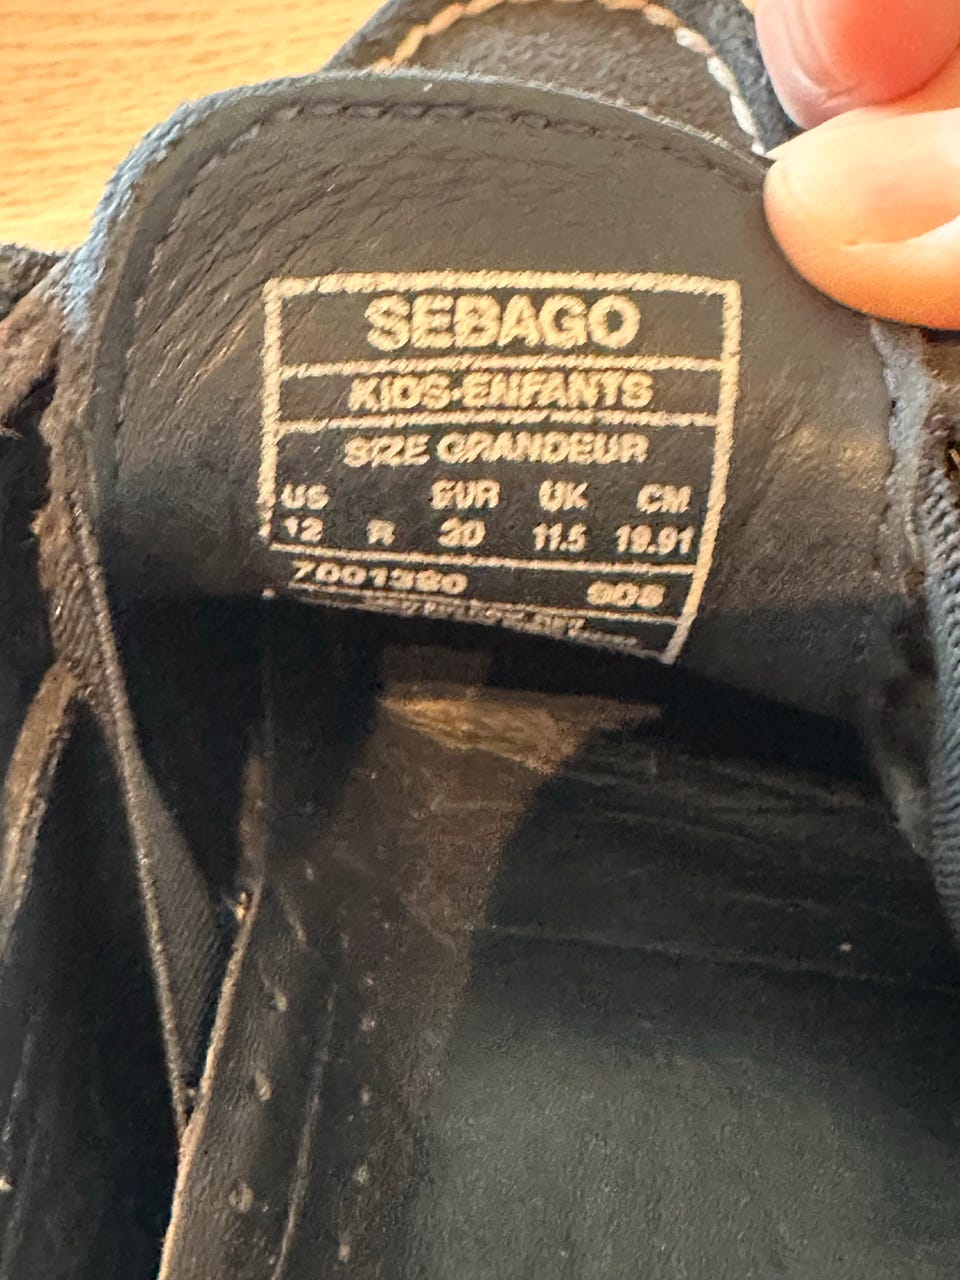 SEBAGO
KIDS-ENFANTS
SIZE GRANDEUR
US EUR UK CM
12 R 30 11.5 19.91